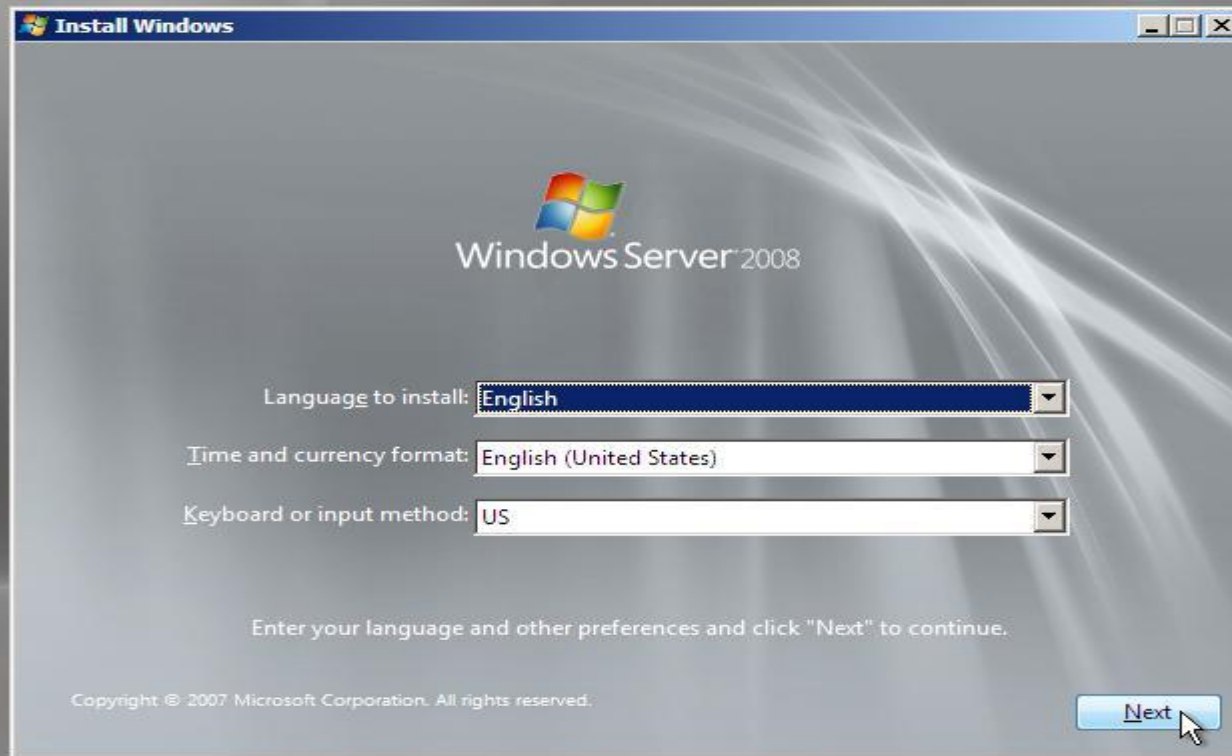 Install Windows
Windows Server 2008
Language to install: English
Time and currency format: English (United States)
Keyboard or input method: US
Enter your language and other preferences and click "Next" to continue.
Copyright © 2007 Microsoft Corporation. All rights reserved.
Next